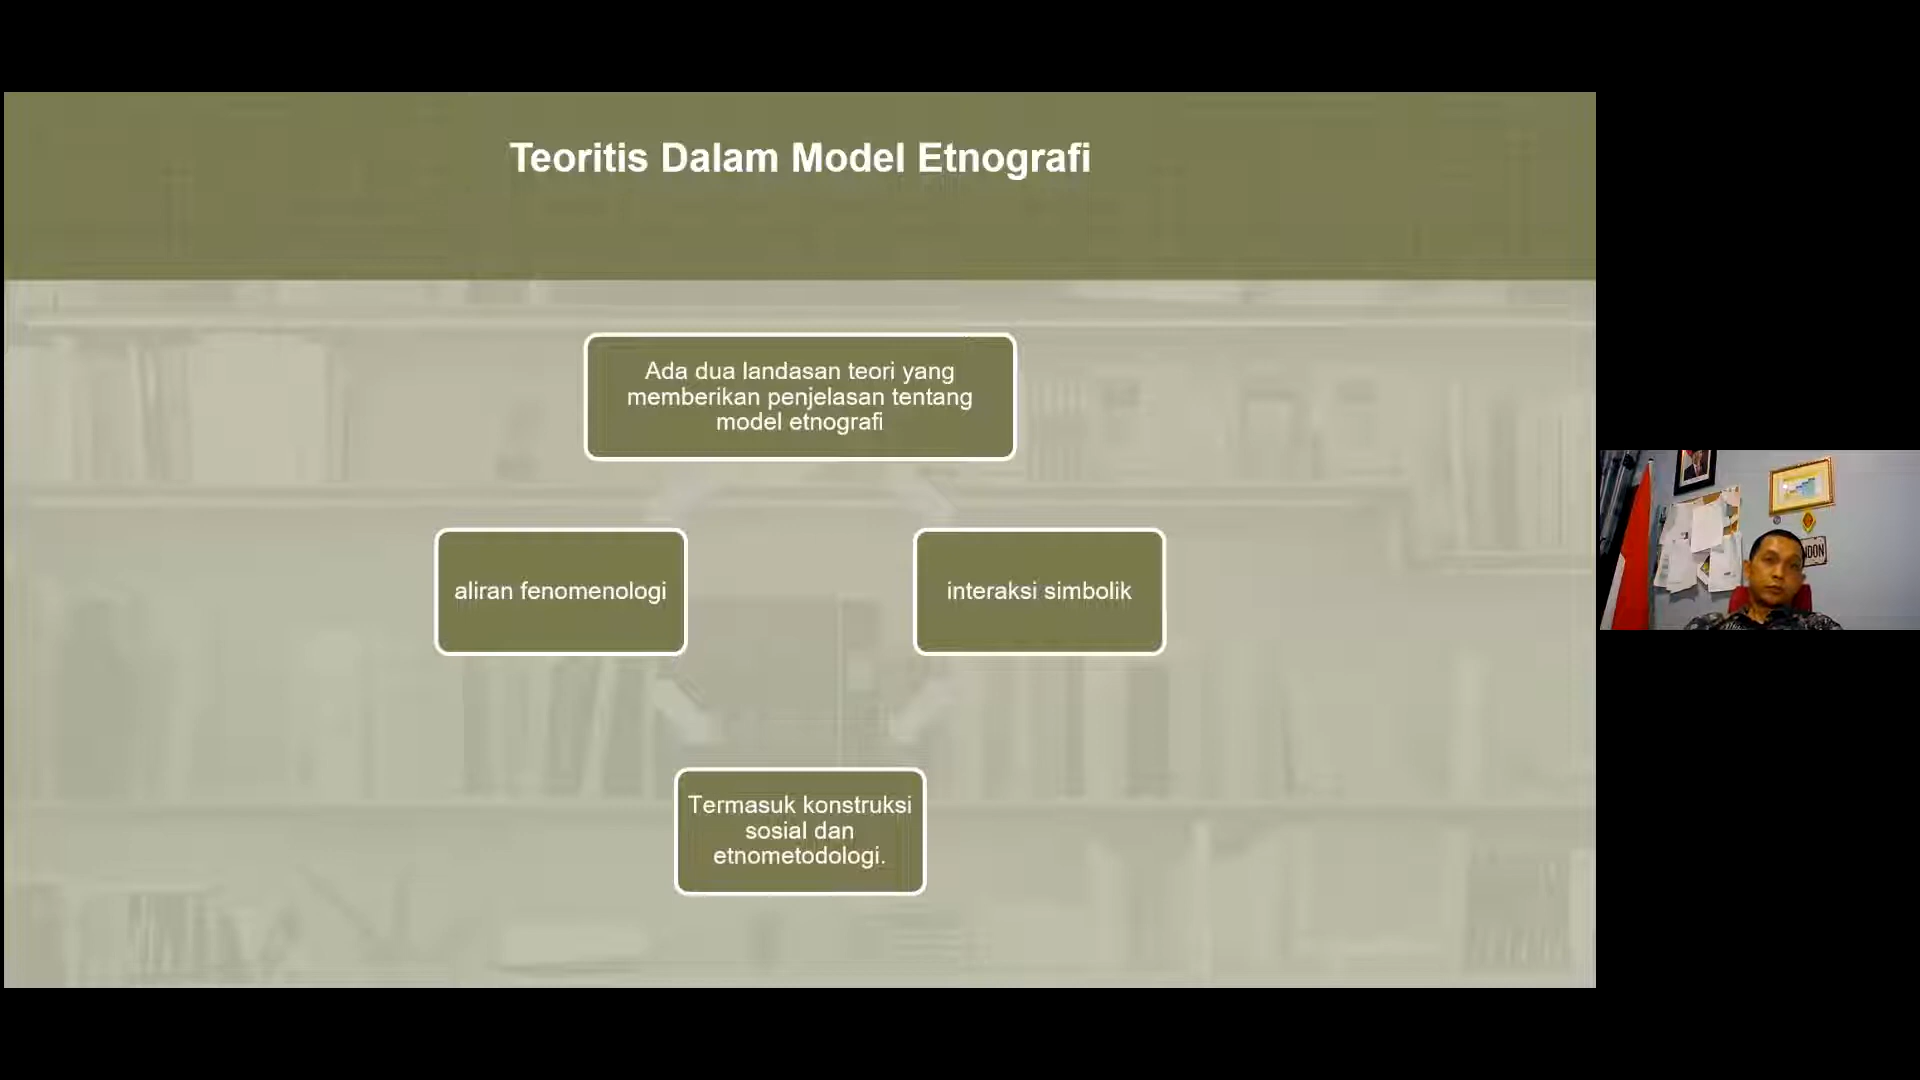 Teoritis Dalam Model Etnografi
Ada dua landasan teori yang
memberikan penjelasan tentang
model etnografi
aliran fenomenologi
interaksi simbolik
Termasuk konstruksi
sosial dan
etnometodologi.
NDON